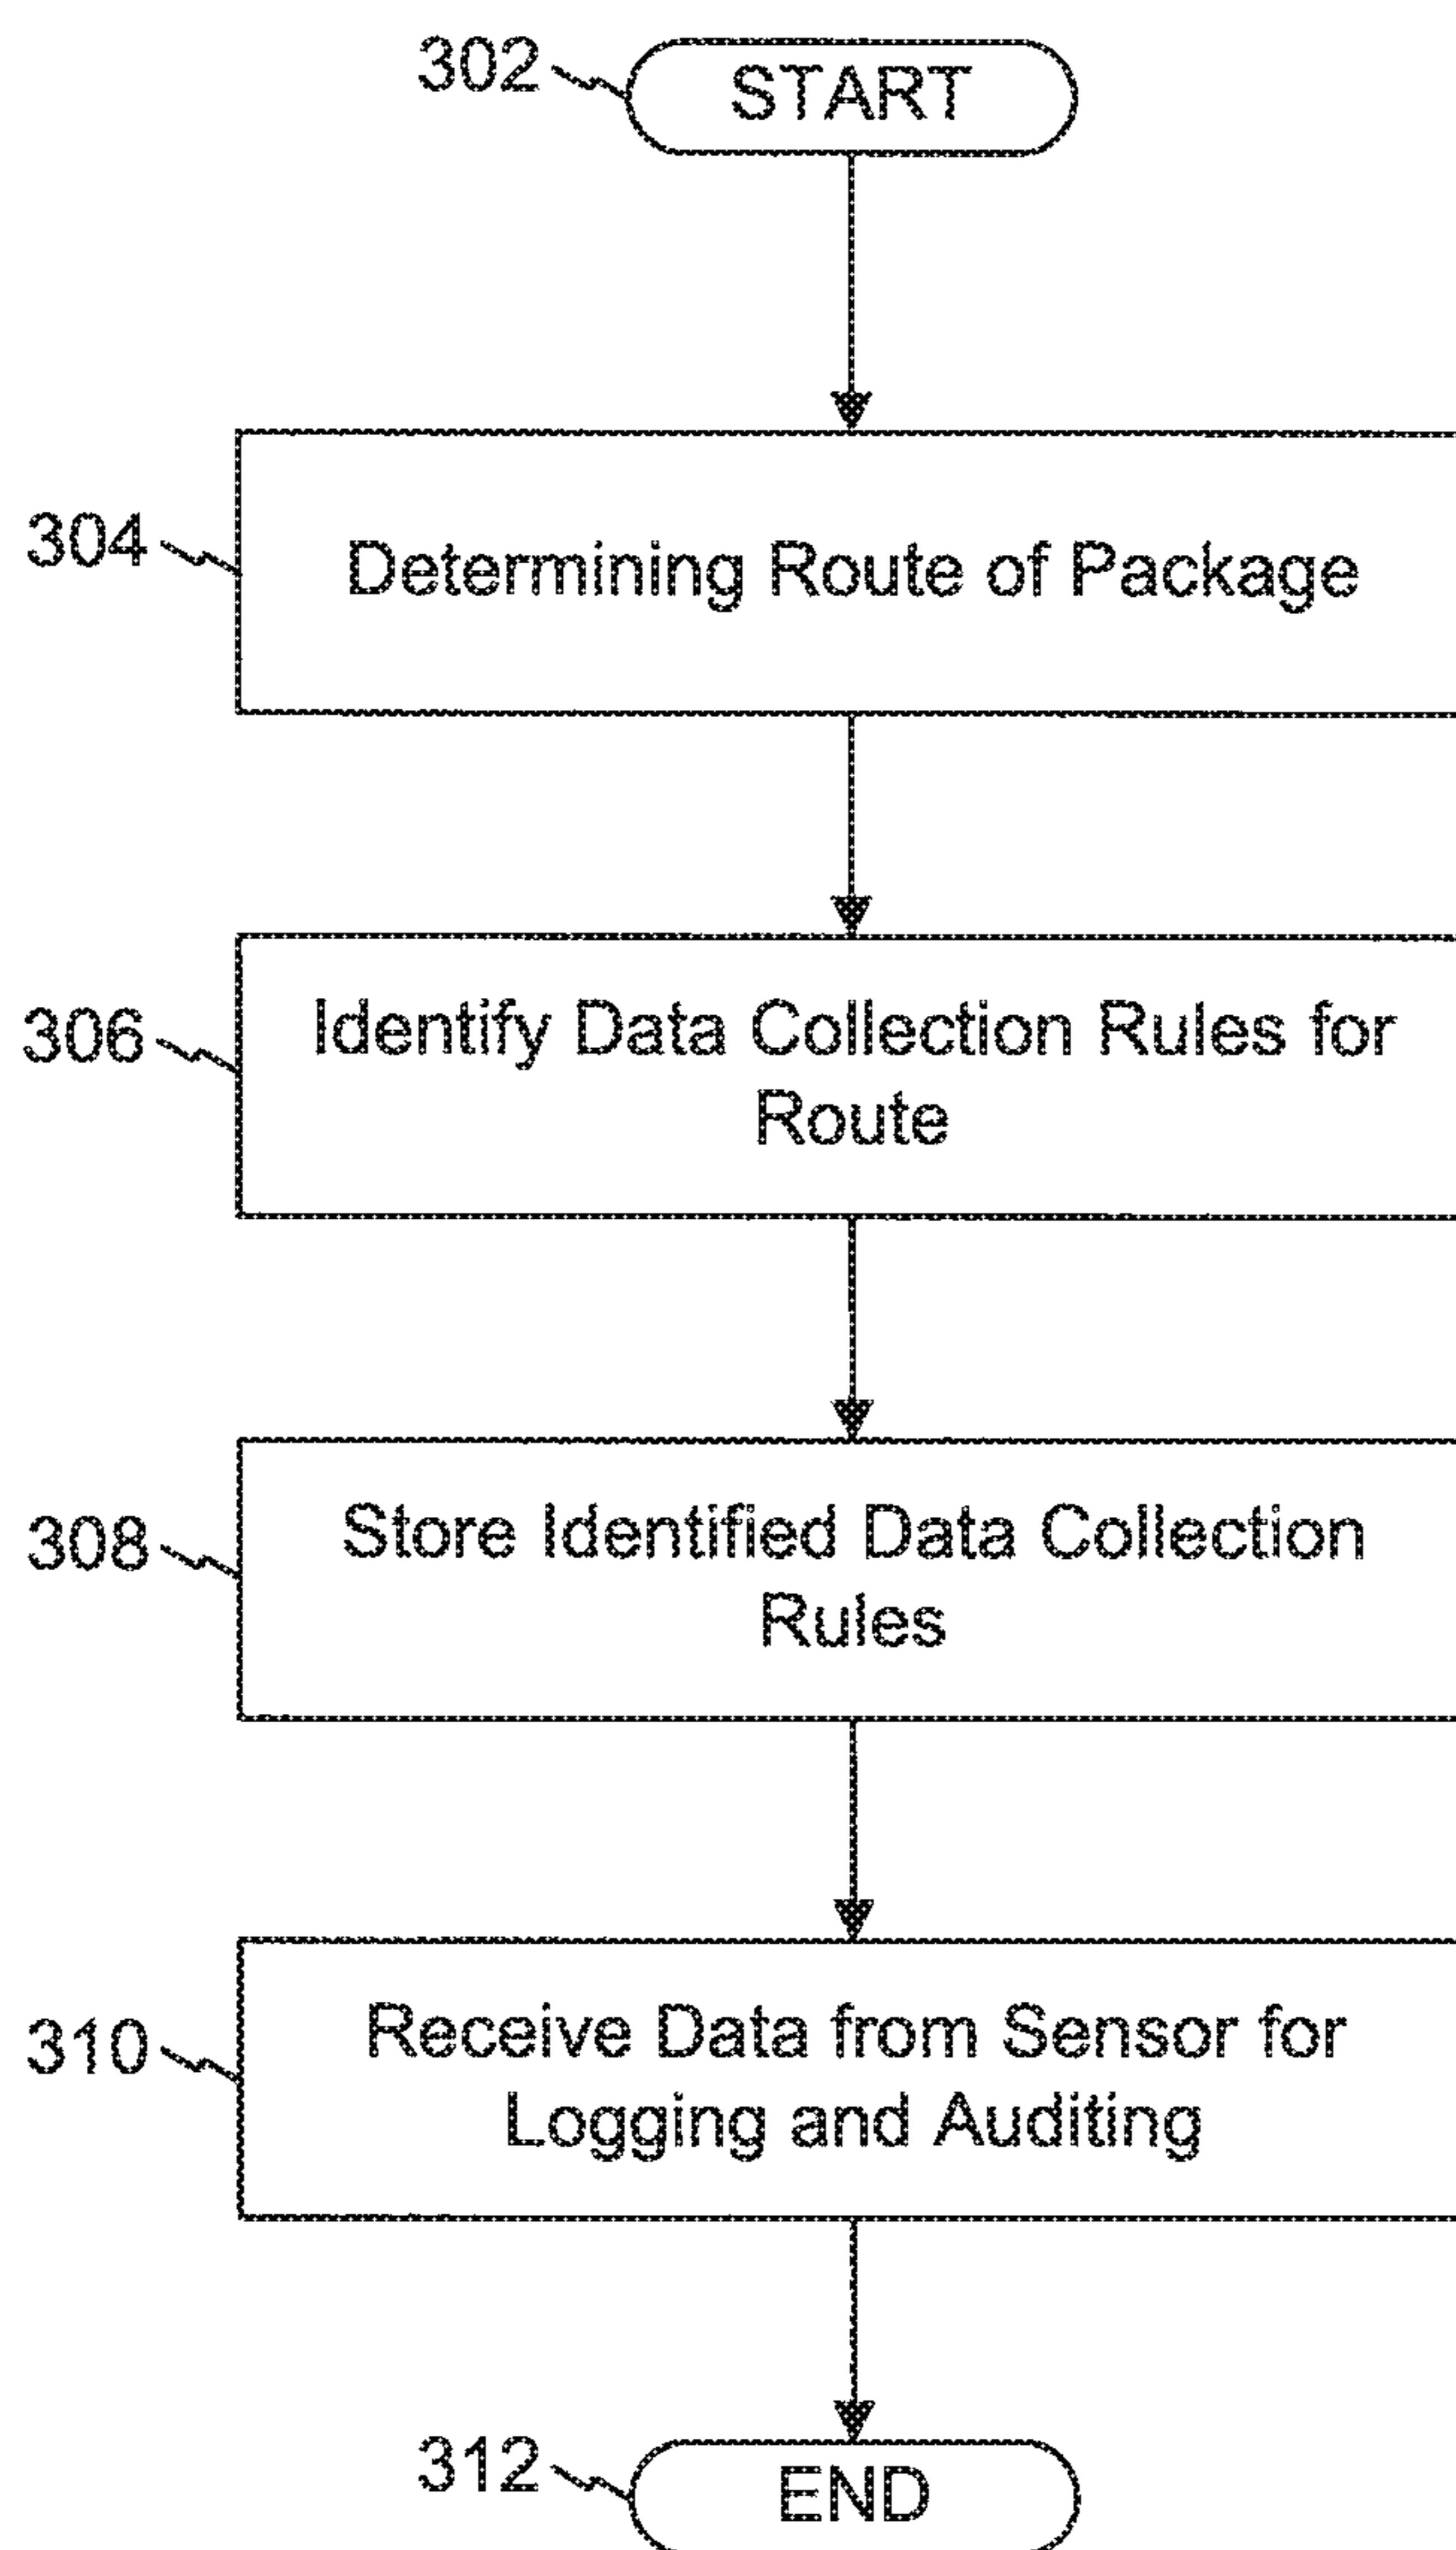 302
START
304
Determining Route of Package
306
Identify Data Collection Rules for
Route
308
Store Identified Data Collection
Rules
310
Receive Data from Sensor for
Logging and Auditing
312
END